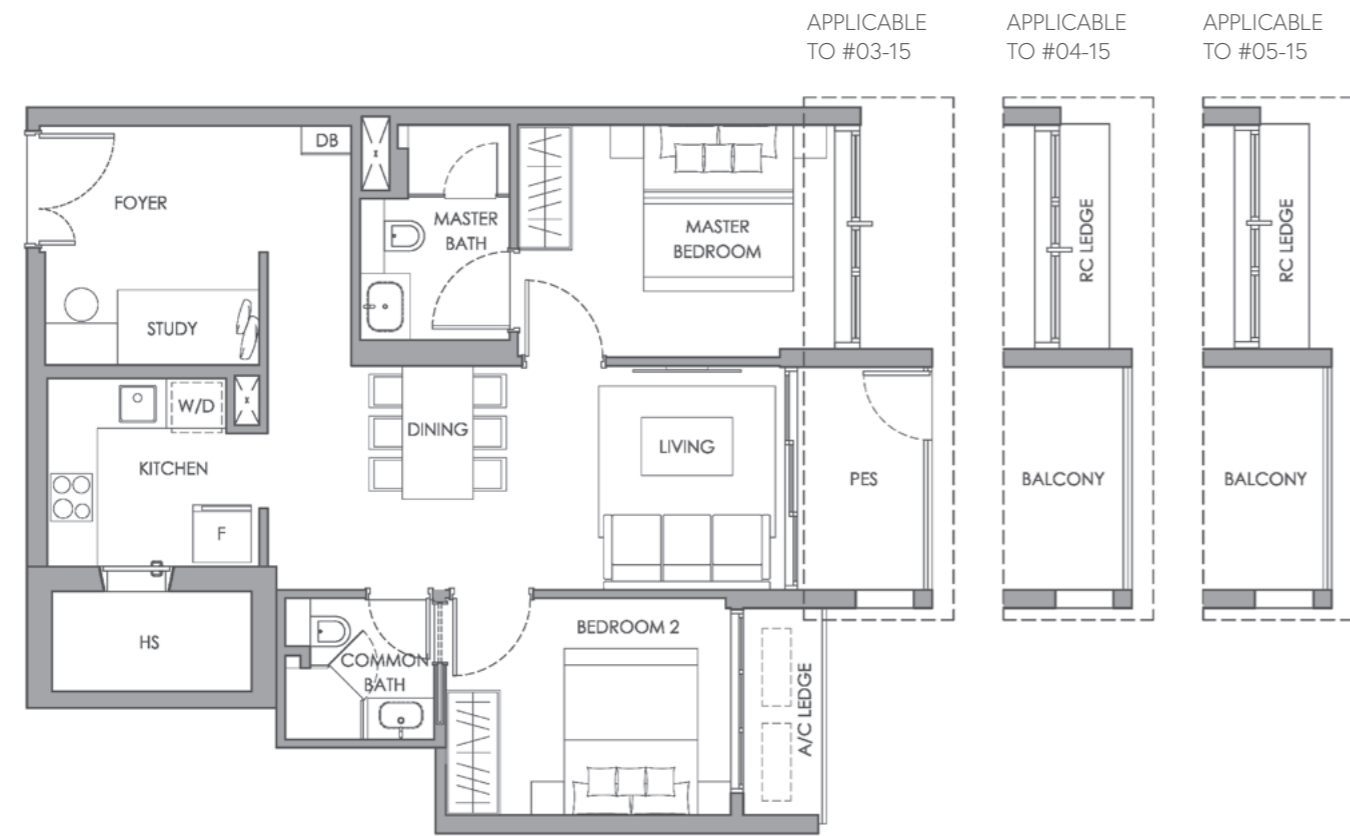 APPLICABLE
TO #03-15
APPLICABLE
TO #04-15
APPLICABLE
TO #05-15
DB
FOYER
MASTER
BATH
MASTER
BEDROOM
RC LEDGE
RC LEDGE
STUDY
W/D
DINING
LIVING
KITCHEN
PES
BALCONY
BALCONY
F
HS
BEDROOM 2
COMMON
BATH
A/C LEDGE